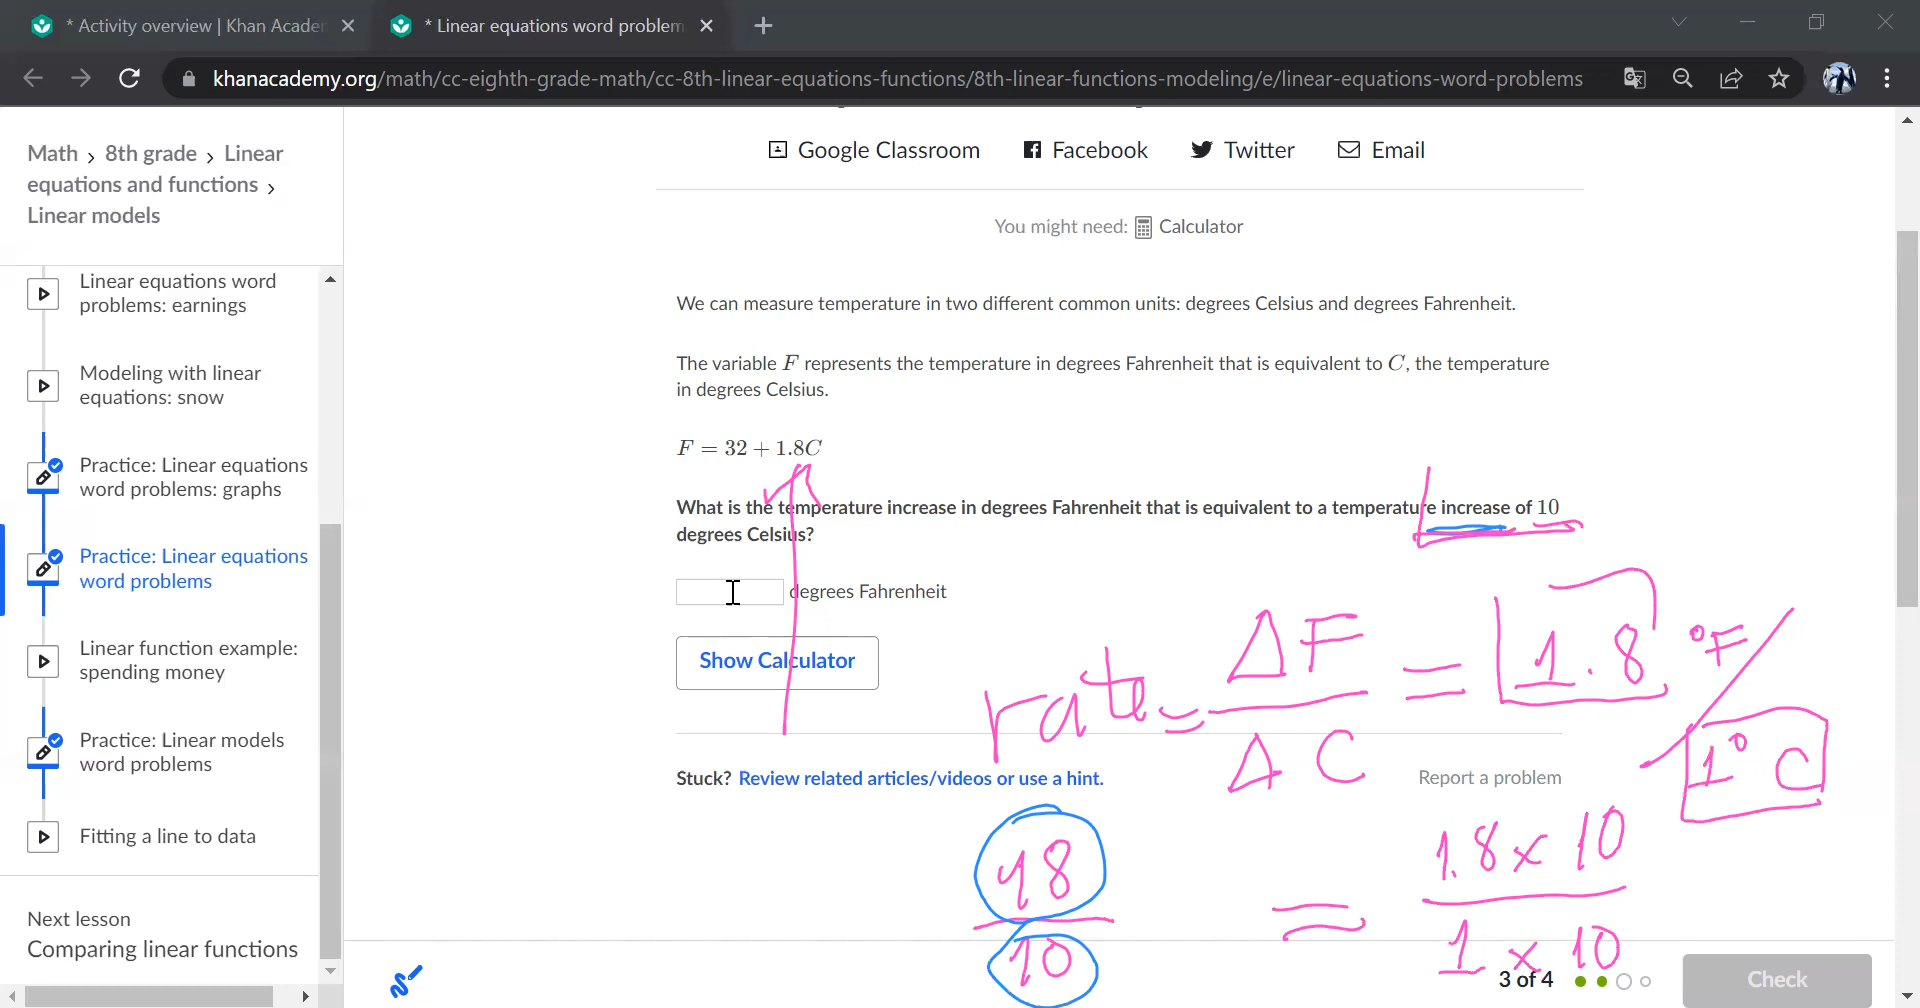 * Activity overview | Khan Acader
* Linear equations word problem
khanacademy.org/math/cc-eighth-grade-math/cc-8th-linear-equations-functions/8th-linear-functions-modeling/e/linear-equations-word-problems
Math > 8th grade > Linear
equations and functions >
Linear models
Linear equations word
problems: earnings
Modeling with linear
equations: snow
Practice: Linear equations
word problems: graphs
Practice: Linear equations
word problems
Linear function example:
spending money
Practice: Linear models
word problems
Fitting a line to data
Next lesson
Comparing linear functions
Google Classroom Facebook Twitter Email
You might need: Calculator
We can measure temperature in two different common units: degrees Celsius and degrees Fahrenheit.
The variable F represents the temperature in degrees Fahrenheit that is equivalent to C, the temperature
in degrees Celsius.
F = 32 + 1.8C
What is the temperature increase in degrees Fahrenheit that is equivalent to a temperature increase of 10
degrees Celsius?
degrees Fahrenheit
Show Calculator
rate = ΔF / ΔC = 1.8 °F / 1° C
Stuck? Review related articles/videos or use a hint.
Report a problem
18 / 10 = 1.8 x 10 / 1 x 10
3 of 4
Check